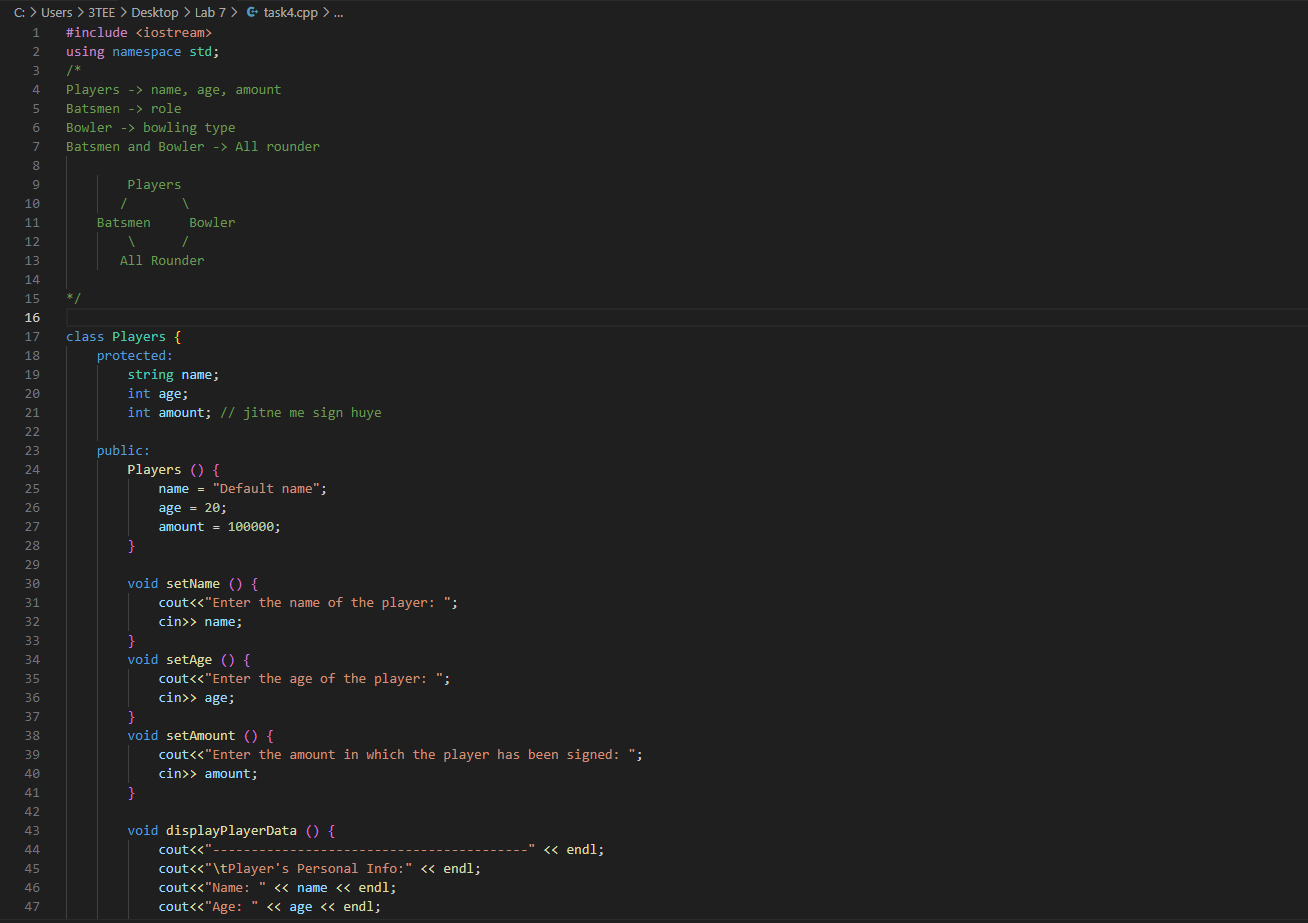 C: > Users > 3TEE > Desktop > Lab 7 > task4.cpp > ...
1 #include <iostream>
2 using namespace std;
3 /*
4 Players -> name, age, amount
5 Batsmen -> role
6 Bowler -> bowling type
7 Batsmen and Bowler -> All rounder
8
9         Players
10        /       \
11     Batsmen     Bowler
12         \      /
13        All Rounder
14
15 */
16
17 class Players {
18     protected:
19         string name;
20         int age;
21         int amount; // jitne me sign huye
22
23     public:
24         Players () {
25             name = "Default name";
26             age = 20;
27             amount = 100000;
28         }
29
30         void setName () {
31             cout<<"Enter the name of the player: ";
32             cin>> name;
33         }
34         void setAge () {
35             cout<<"Enter the age of the player: ";
36             cin>> age;
37         }
38         void setAmount () {
39             cout<<"Enter the amount in which the player has been signed: ";
40             cin>> amount;
41         }
42
43         void displayPlayerData () {
44             cout<<"-----------------------------------------" << endl;
45             cout<<"\tPlayer's Personal Info:" << endl;
46             cout<<"Name: " << name << endl;
47             cout<<"Age: " << age << endl;